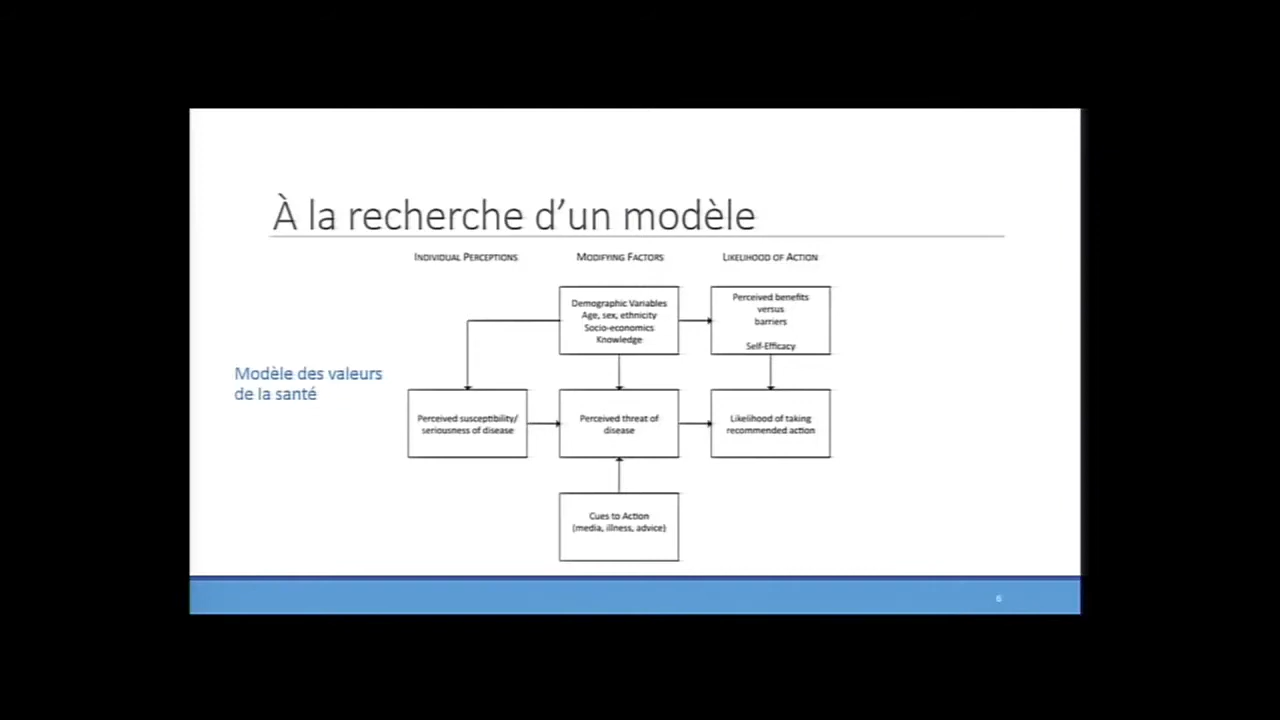 À la recherche d’un modèle
INDIVIDUAL PERCEPTIONS
MODIFYING FACTORS
LIKELIHOOD OF ACTION
Demographic Variables
Age, sex, ethnicity
Socio-economics
Knowledge
Perceived benefits
versus
barriers
Self-Efficacy
Modèle des valeurs
de la santé
Perceived susceptibility/
seriousness of disease
Perceived threat of
disease
Likelihood of taking
recommended action
Cues to Action
(media, illness, advice)
6